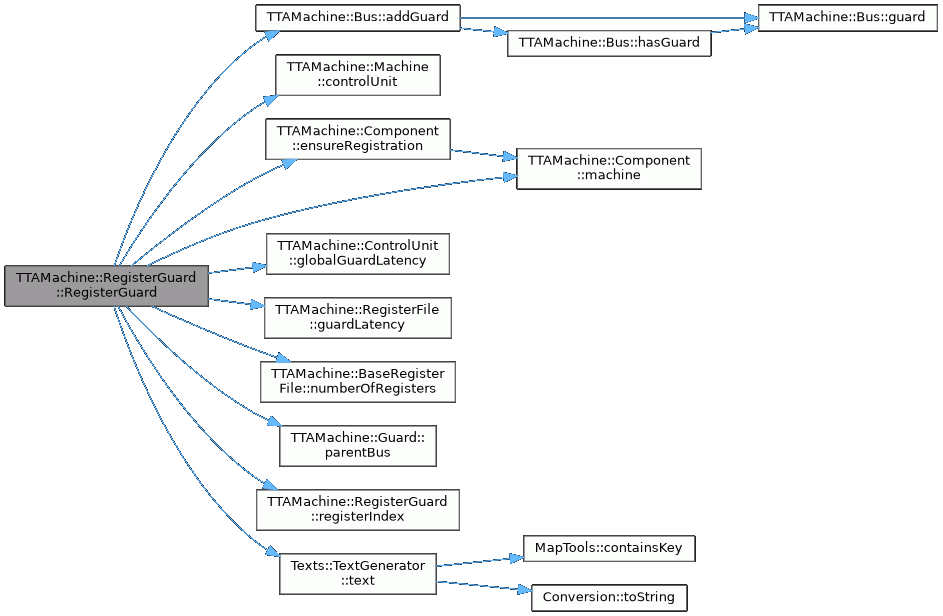 TTAMachine::RegisterGuard
::RegisterGuard
TTAMachine::Bus::addGuard
TTAMachine::Bus::hasGuard
TTAMachine::Bus::guard
TTAMachine::Machine
::controlUnit
TTAMachine::Component
::ensureRegistration
TTAMachine::Component
::machine
TTAMachine::ControlUnit
::globalGuardLatency
TTAMachine::RegisterFile
::guardLatency
TTAMachine::BaseRegister
File::numberOfRegisters
TTAMachine::Guard::
parentBus
TTAMachine::RegisterGuard
::registerIndex
Texts::TextGenerator
::text
MapTools::containsKey
Conversion::toString